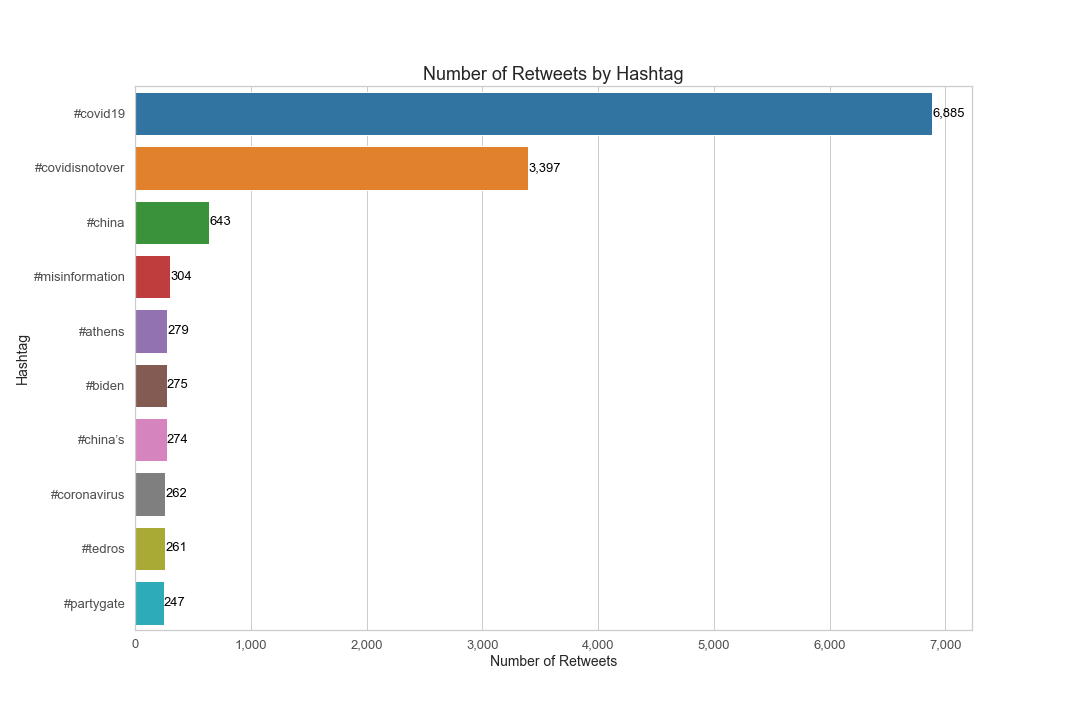 Number of Retweets by Hashtag
#covid19 6,885
#covidisnotover 3,397
#china 643
#misinformation 304
#athens 279
#biden 275
#china's 274
#coronavirus 262
#tedros 261
#partygate 247
Hashtag
0 1,000 2,000 3,000 4,000 5,000 6,000 7,000
Number of Retweets